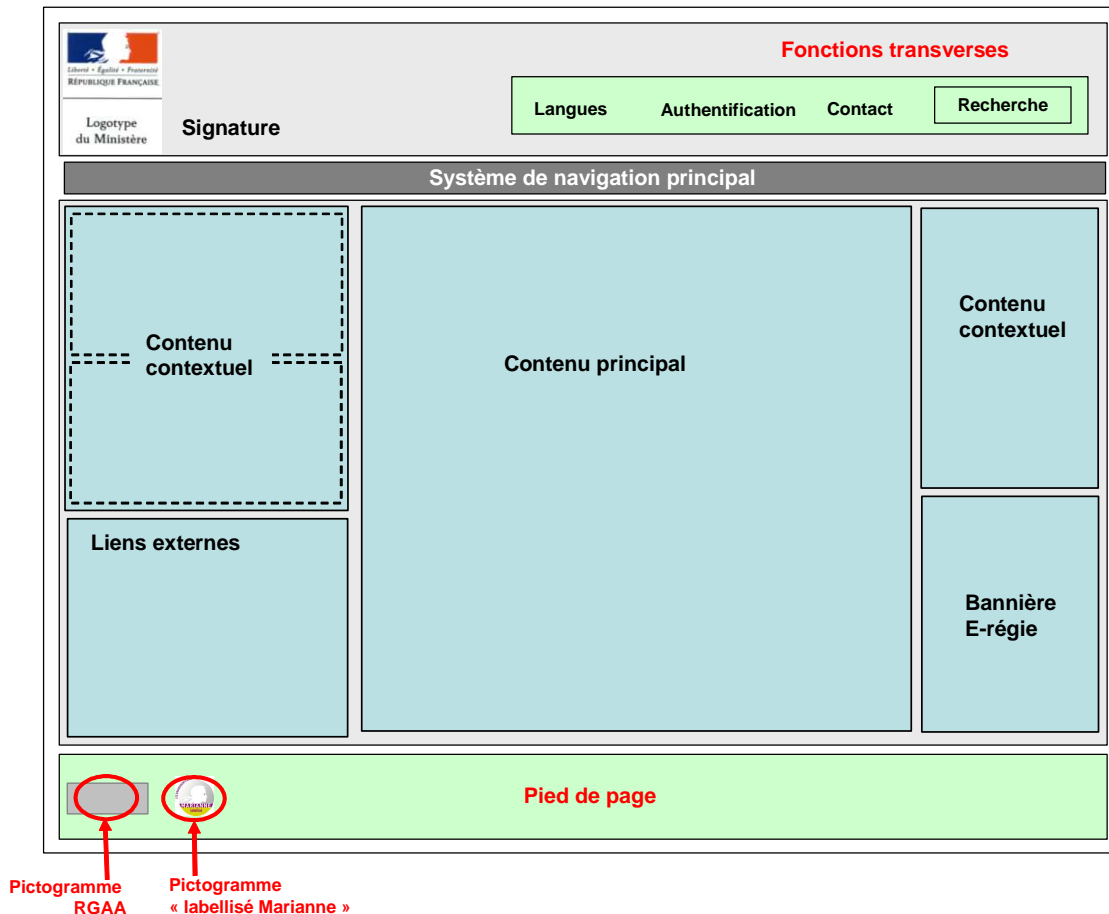 Liberté • Égalité • Fraternité
RÉPUBLIQUE FRANÇAISE
Logotype
du Ministère
Signature
Fonctions transverses
Langues Authentification Contact Recherche
Système de navigation principal
Contenu
contextuel
Contenu principal
Contenu
contextuel
Liens externes
Bannière
E-régie
MARIANNE
Pied de page
Pictogramme
RGAA
Pictogramme
« labellisé Marianne »